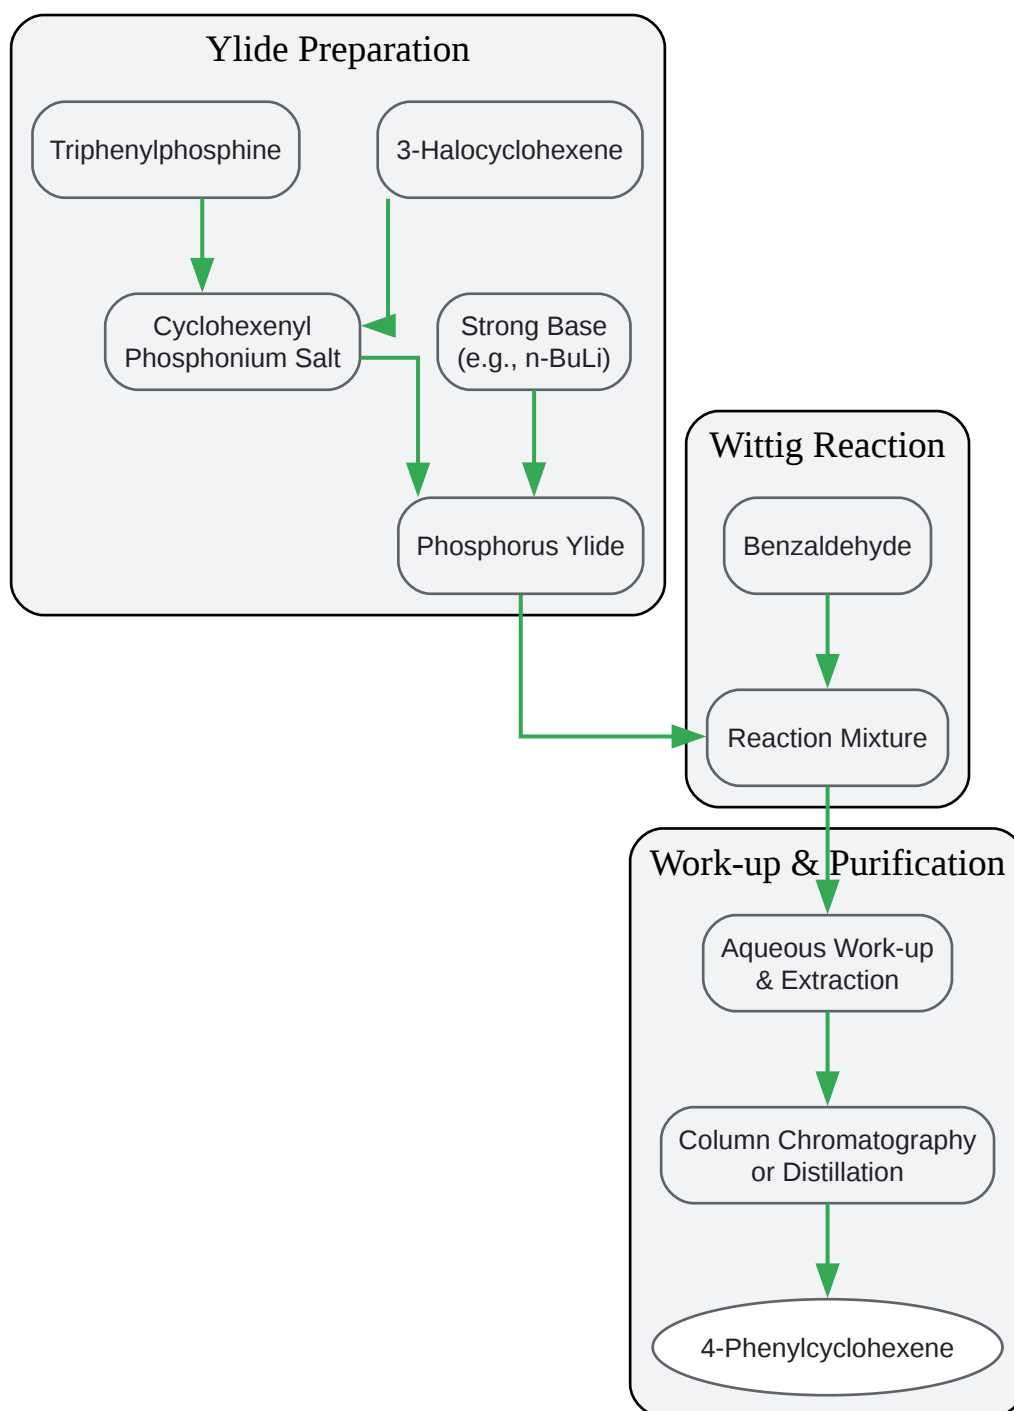 Ylide Preparation
Triphenylphosphine
3-Halocyclohexene
Cyclohexenyl
Phosphonium Salt
Strong Base
(e.g., n-BuLi)
Phosphorus Ylide
Wittig Reaction
Benzaldehyde
Reaction Mixture
Work-up & Purification
Aqueous Work-up
& Extraction
Column Chromatography
or Distillation
4-Phenylcyclohexene